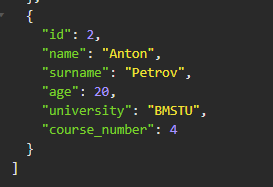 },
{
"id": 2,
"name": "Anton",
"surname": "Petrov",
"age": 20,
"university": "BMSTU",
"course_number": 4
}
]